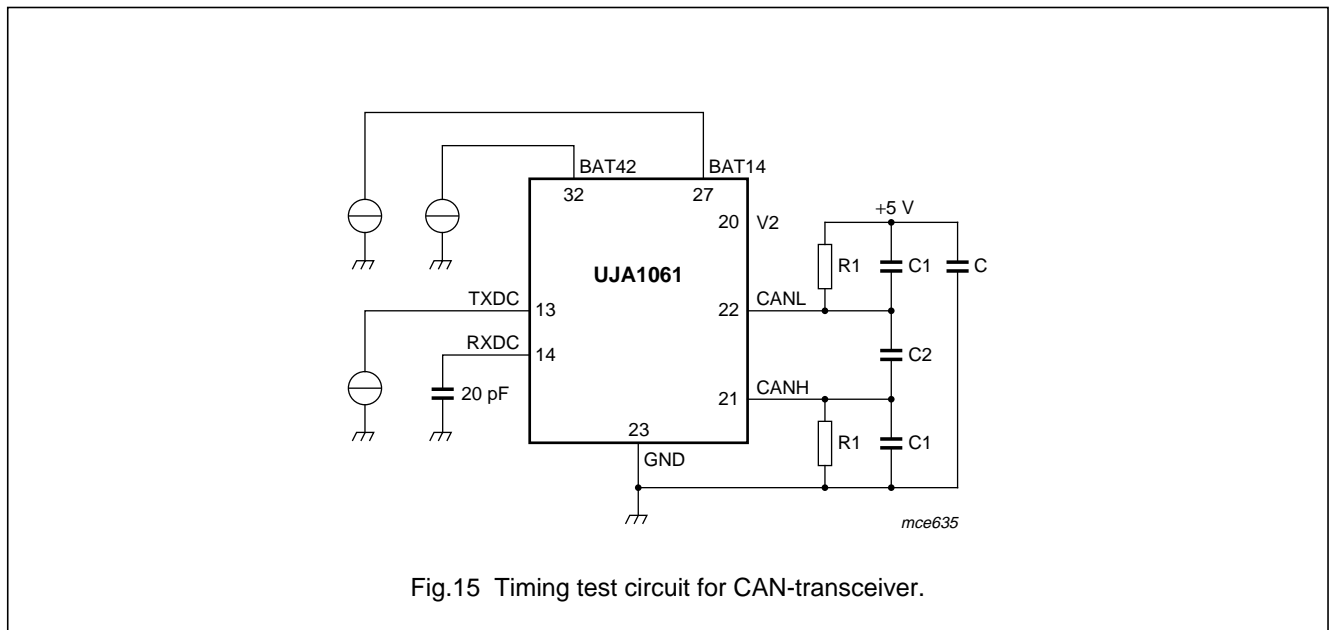 BAT42 BAT14
32 27
20 V2
+5 V
R1 C1 C
UJA1061
TXDC
13
22 CANL
RXDC
14
C2
20 pF
21 CANH
23
R1 C1
GND
mce635
Fig.15 Timing test circuit for CAN-transceiver.